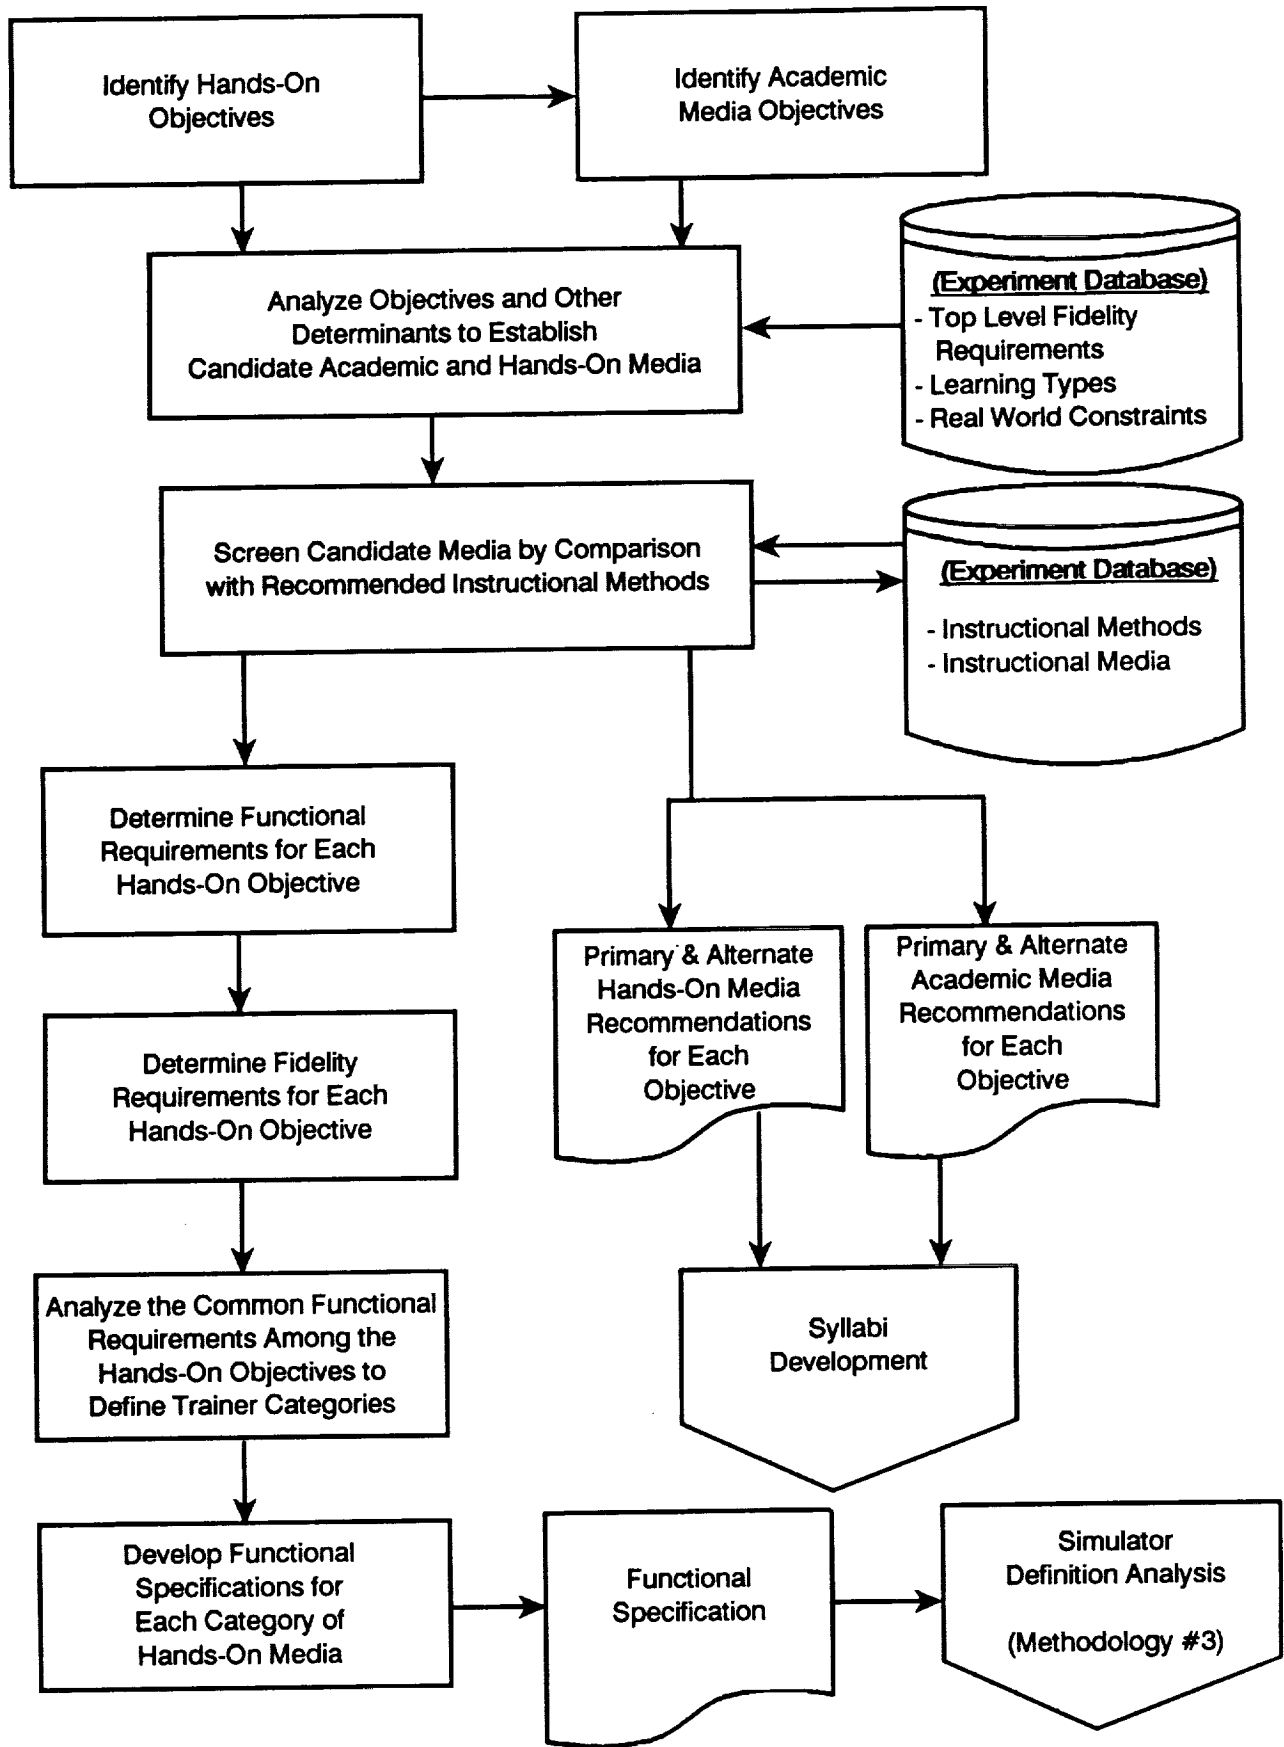 Identify Hands-On
Objectives
Identify Academic
Media Objectives
Analyze Objectives and Other
Determinants to Establish
Candidate Academic and Hands-On Media
(Experiment Database)
- Top Level Fidelity
Requirements
- Learning Types
- Real World Constraints
Screen Candidate Media by Comparison
with Recommended Instructional Methods
(Experiment Database)
- Instructional Methods
- Instructional Media
Determine Functional
Requirements for Each
Hands-On Objective
Primary & Alternate
Hands-On Media
Recommendations
for Each
Objective
Primary & Alternate
Academic Media
Recommendations
for Each
Objective
Determine Fidelity
Requirements for Each
Hands-On Objective
Analyze the Common Functional
Requirements Among the
Hands-On Objectives to
Define Trainer Categories
Syllabi
Development
Develop Functional
Specifications for
Each Category of
Hands-On Media
Functional
Specification
Simulator
Definition Analysis
(Methodology #3)